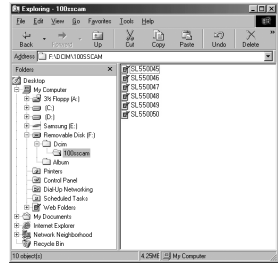 Exploring - 100sscam
File Edit View Go Favorites Tools Help
Back Forward Up Cut Copy Paste Undo Delete
Address F:\DCIM\100SSCAM
Folders
Desktop
My Computer
3½ Floppy (A:)
(C:)
(D:)
Samsung (E:)
Removable Disk (F:)
Dcim
100sscam
Album
Printers
Control Panel
Dial-Up Networking
Scheduled Tasks
Web Folders
My Documents
Internet Explorer
Network Neighborhood
Recycle Bin
SL550045
SL550046
SL550047
SL550048
SL550049
SL550050
10 object(s) 4.25MB My Computer